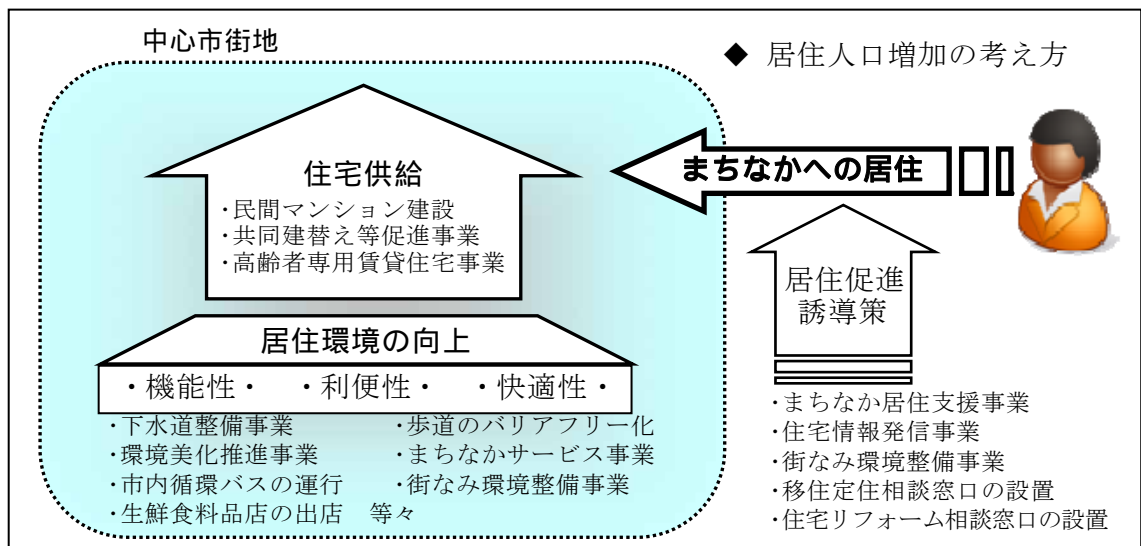 中心市街地
◆ 居住人口増加の考え方
住宅供給
・民間マンション建設
・共同建替え等促進事業
・高齢者専用賃貸住宅事業
まちなかへの居住
居住促進
誘導策
居住環境の向上
・機能性・ ・利便性・ ・快適性・
・下水道整備事業 ・歩道のバリアフリー化
・環境美化推進事業 ・まちなかサービス事業
・市内循環バスの運行 ・街なみ環境整備事業
・生鮮食料品店の出店 等々
・まちなか居住支援事業
・住宅情報発信事業
・街なみ環境整備事業
・移住定住相談窓口の設置
・住宅リフォーム相談窓口の設置